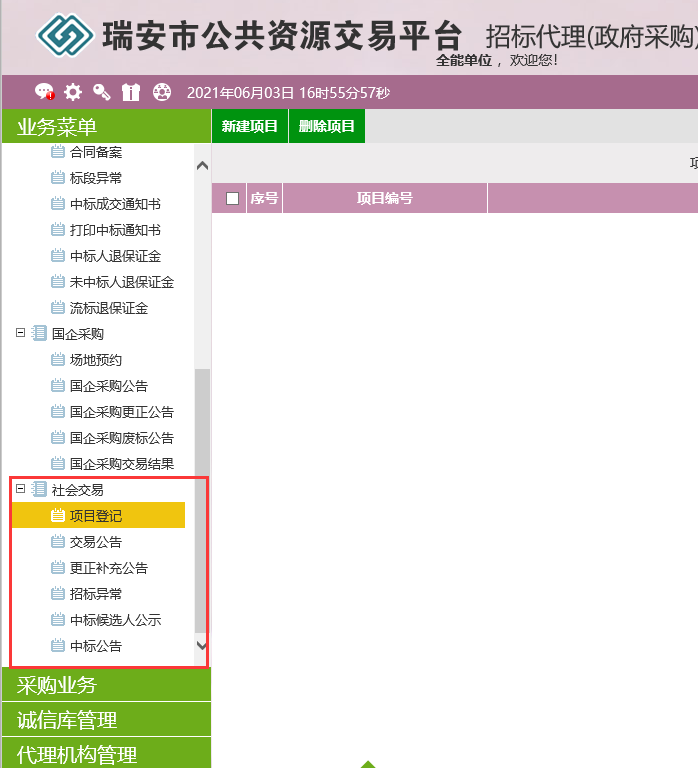 瑞安市公共资源交易平台
招标代理(政府采购)
全能单位 ，欢迎您！
2021年06月03日 16时55分57秒
业务菜单
新建项目 删除项目
合同备案
标段异常
中标成交通知书
打印中标通知书
中标人退保证金
未中标人退保证金
流标退保证金
国企采购
场地预约
国企采购公告
国企采购更正公告
国企采购废标公告
国企采购交易结果
社会交易
项目登记
交易公告
更正补充公告
招标异常
中标候选人公示
中标公告
采购业务
诚信库管理
代理机构管理
序号 项目编号